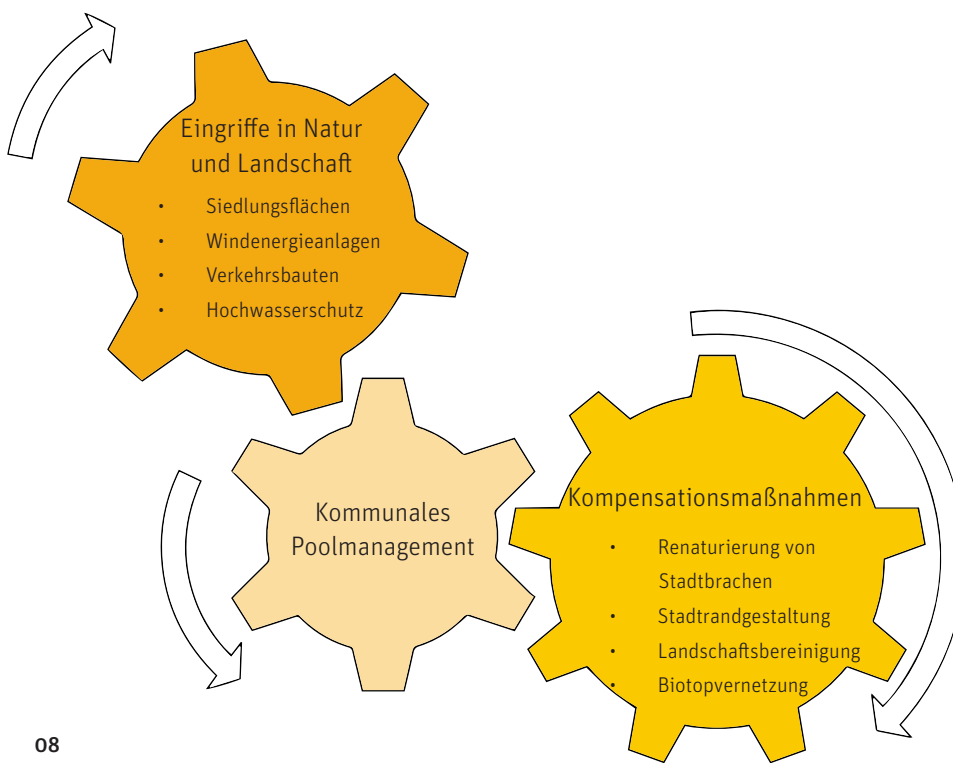 Eingriffe in Natur
und Landschaft
• Siedlungsflächen
• Windenergieanlagen
• Verkehrsbauten
• Hochwasserschutz
Kommunales
Poolmanagement
Kompensationsmaßnahmen
• Renaturierung von
Stadtbrachen
• Stadtrandgestaltung
• Landschaftsbereinigung
• Biotopvernetzung
08